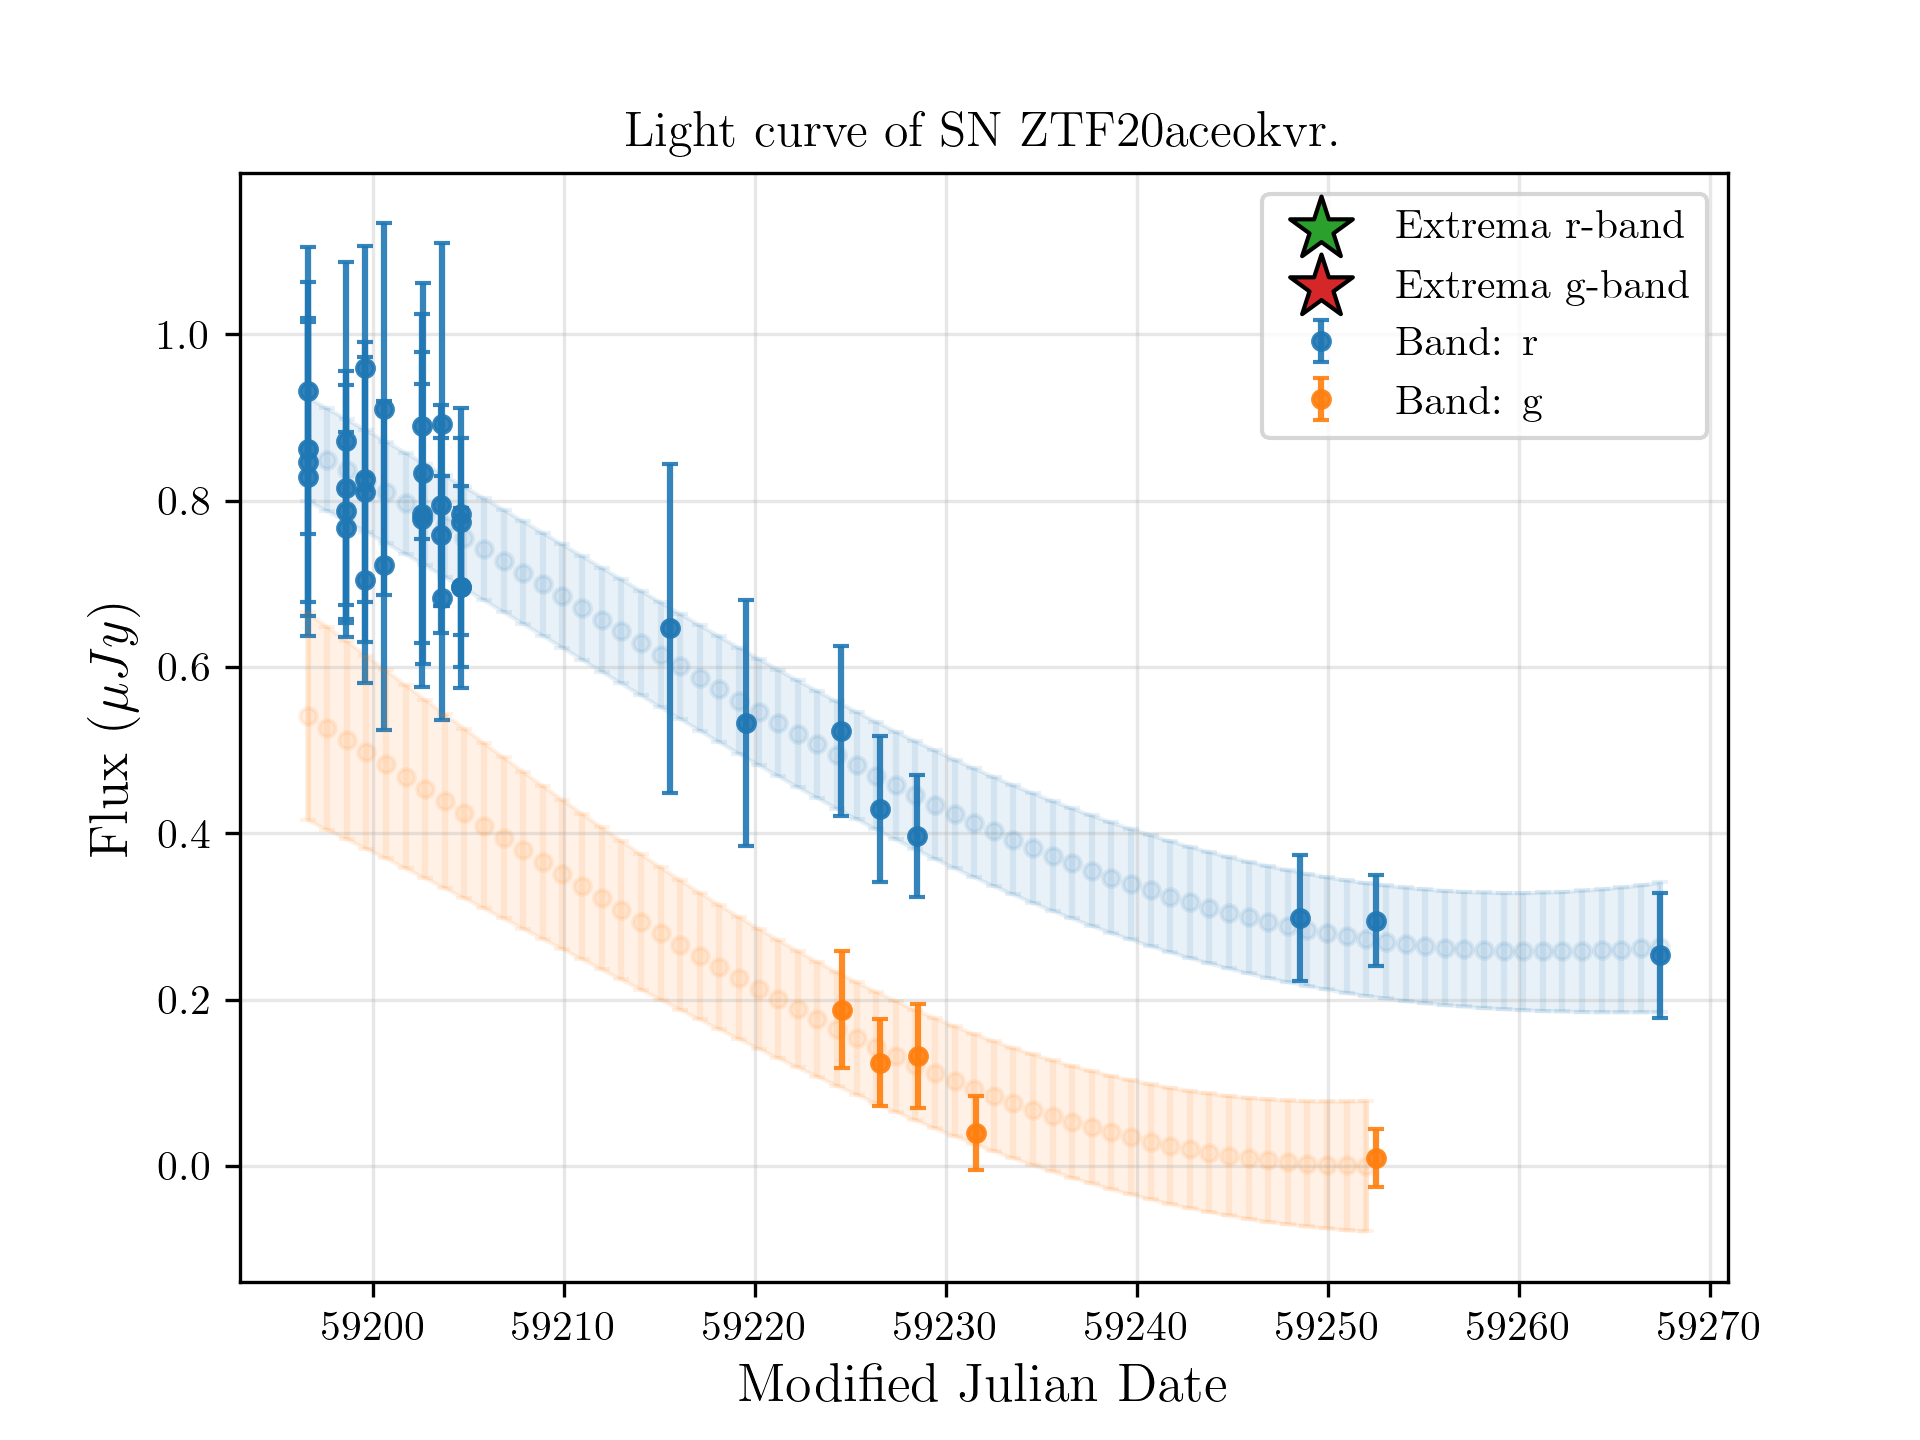 Light curve of SN ZTF20aceokvr.
Extrema r-band
Extrema g-band
Band: r
Band: g
Flux (μJy)
1.0
0.8
0.6
0.4
0.2
0.0
59200 59210 59220 59230 59240 59250 59260 59270
Modified Julian Date